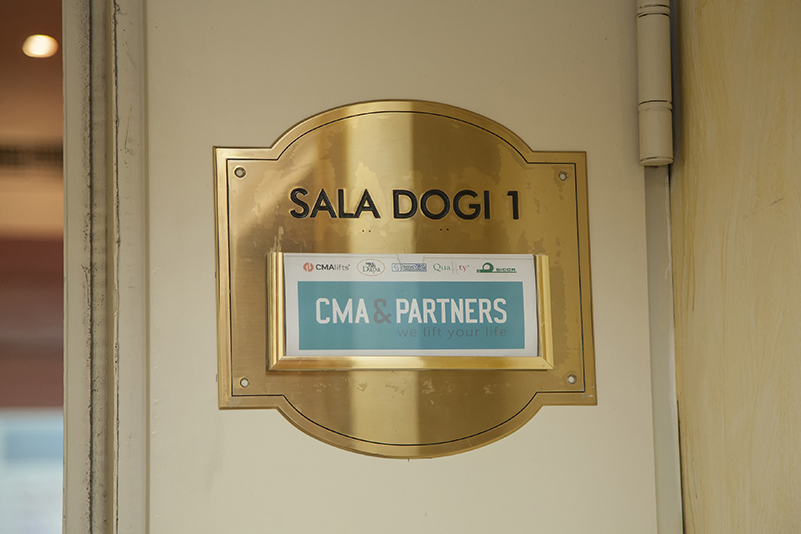 SALA DOGI 1
CMAlifts Quality SICOR
CMA & PARTNERS
we lift your life